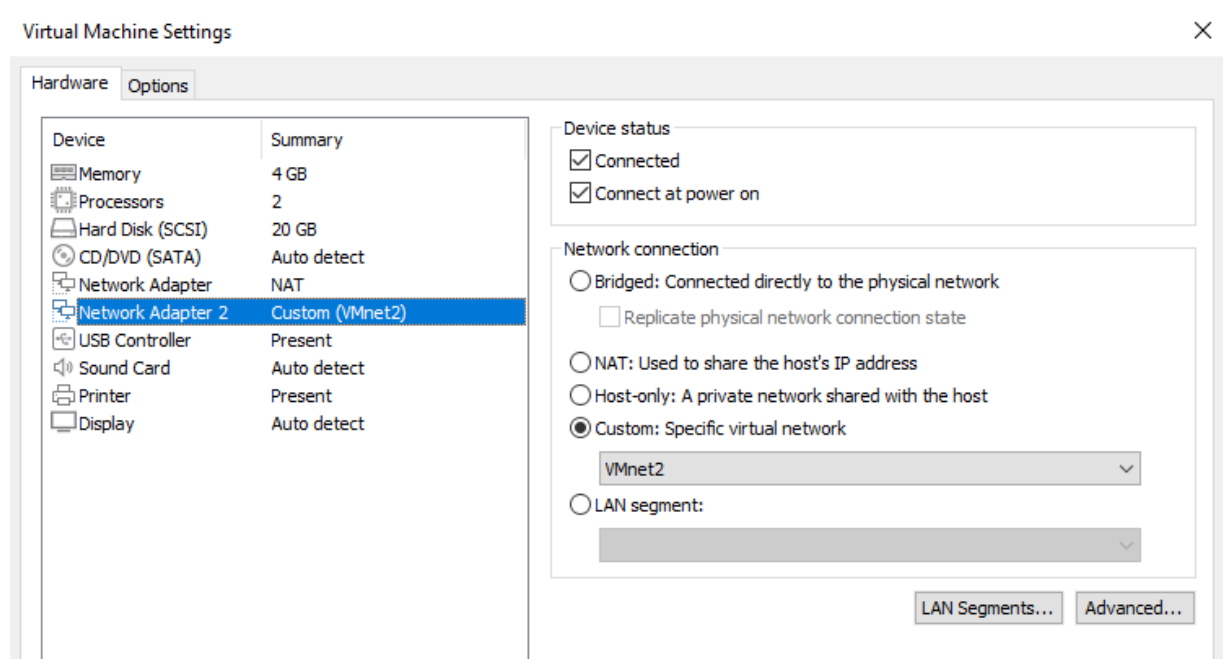 Virtual Machine Settings
Hardware
Options
Device Summary
Memory 4 GB
Processors 2
Hard Disk (SCSI) 20 GB
CD/DVD (SATA) Auto detect
Network Adapter NAT
Network Adapter 2 Custom (VMnet2)
USB Controller Present
Sound Card Auto detect
Printer Present
Display Auto detect
Device status
Connected
Connect at power on
Network connection
Bridged: Connected directly to the physical network
Replicate physical network connection state
NAT: Used to share the host's IP address
Host-only: A private network shared with the host
Custom: Specific virtual network
VMnet2
LAN segment:
LAN Segments... Advanced...